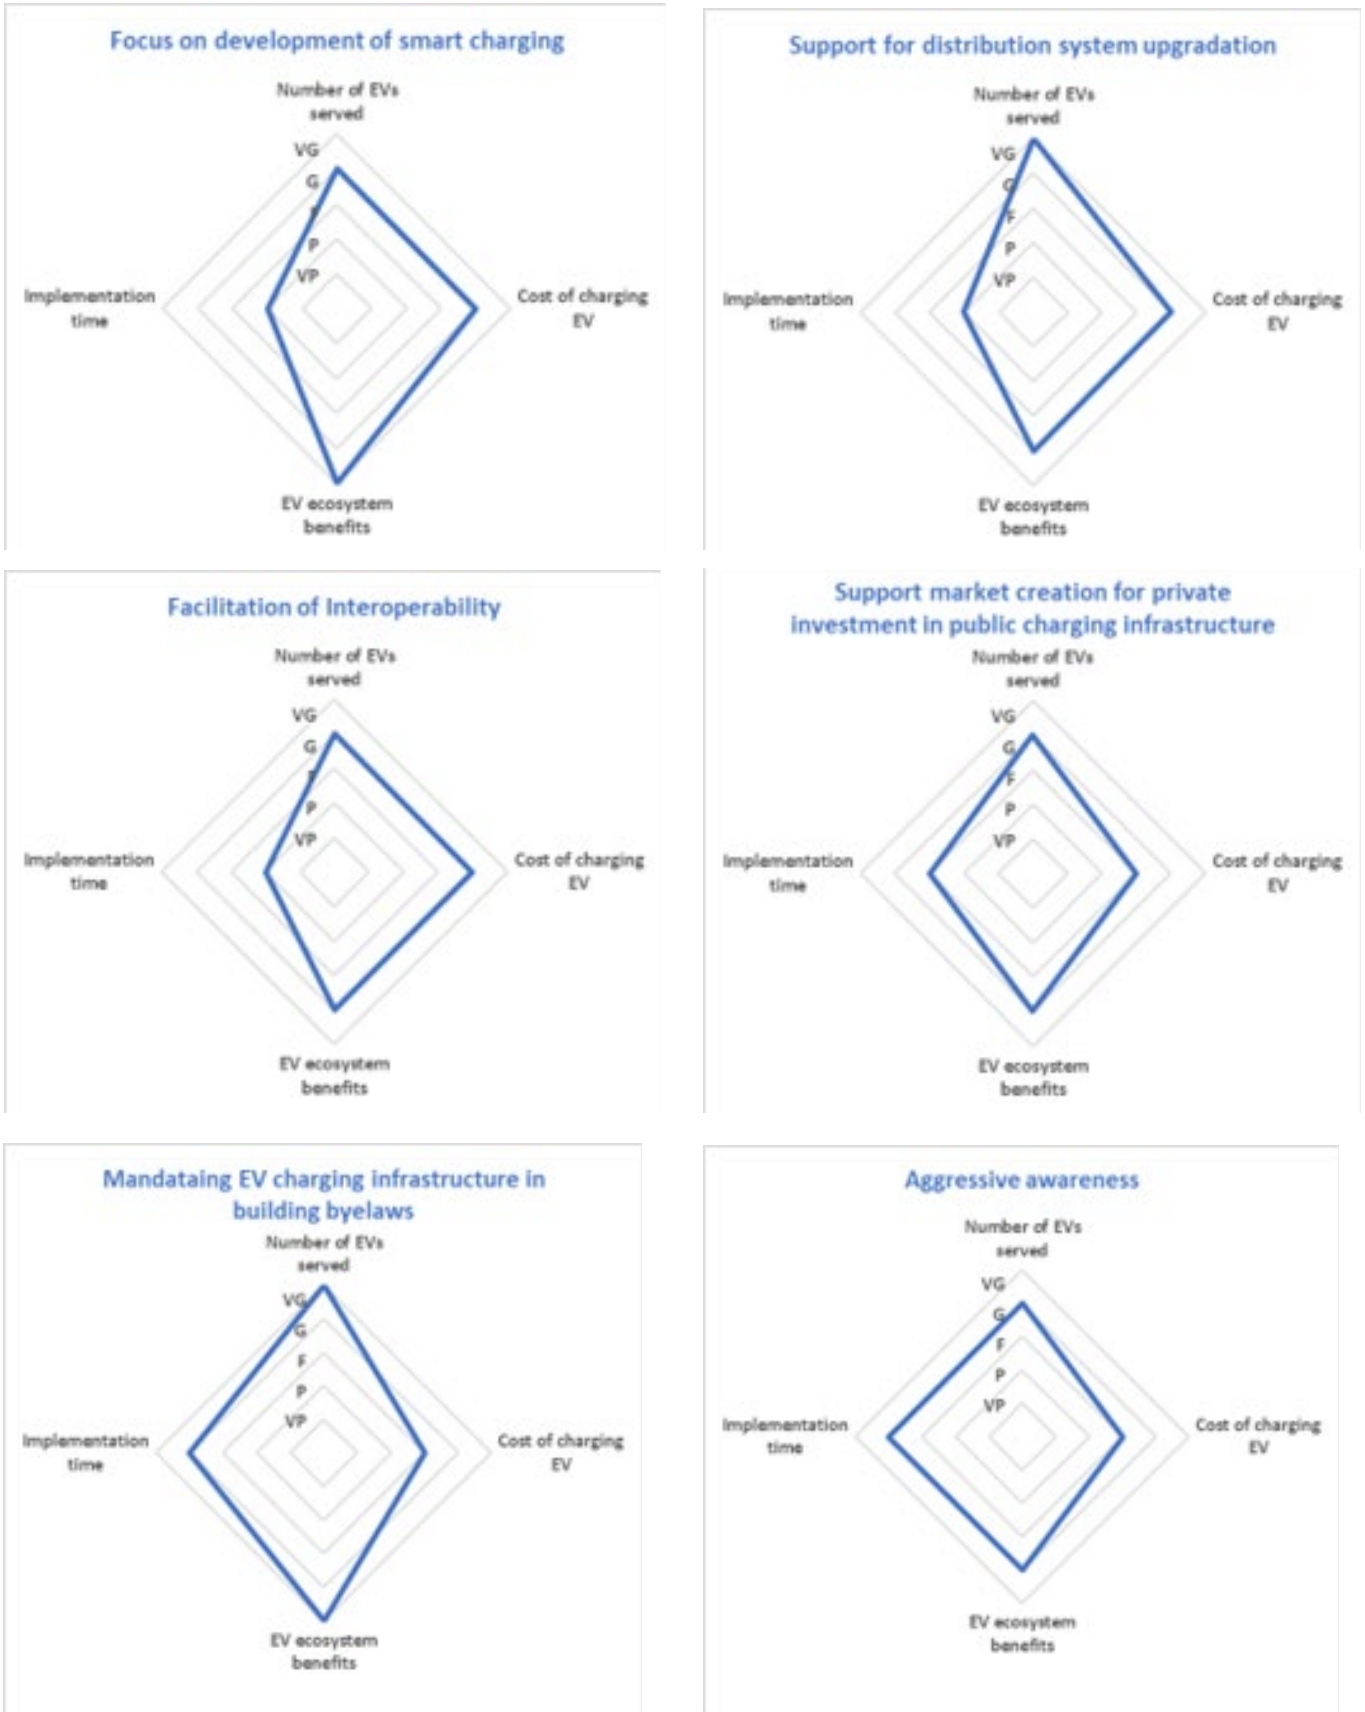 Focus on development of smart charging
Number of EVs
served
VG
G
F
P
VP
Implementation
time
Cost of charging
EV
EV ecosystem
benefits
Support for distribution system upgradation
Number of EVs
served
VG
G
F
P
VP
Implementation
time
Cost of charging
EV
EV ecosystem
benefits
Facilitation of Interoperability
Number of EVs
served
VG
G
F
P
VP
Implementation
time
Cost of charging
EV
EV ecosystem
benefits
Support market creation for private
investment in public charging infrastructure
Number of EVs
served
VG
G
F
P
VP
Implementation
time
Cost of charging
EV
EV ecosystem
benefits
Mandataing EV charging infrastructure in
building byelaws
Number of EVs
served
VG
G
F
P
VP
Implementation
time
Cost of charging
EV
EV ecosystem
benefits
Aggressive awareness
Number of EVs
served
VG
G
F
P
VP
Implementation
time
Cost of charging
EV
EV ecosystem
benefits